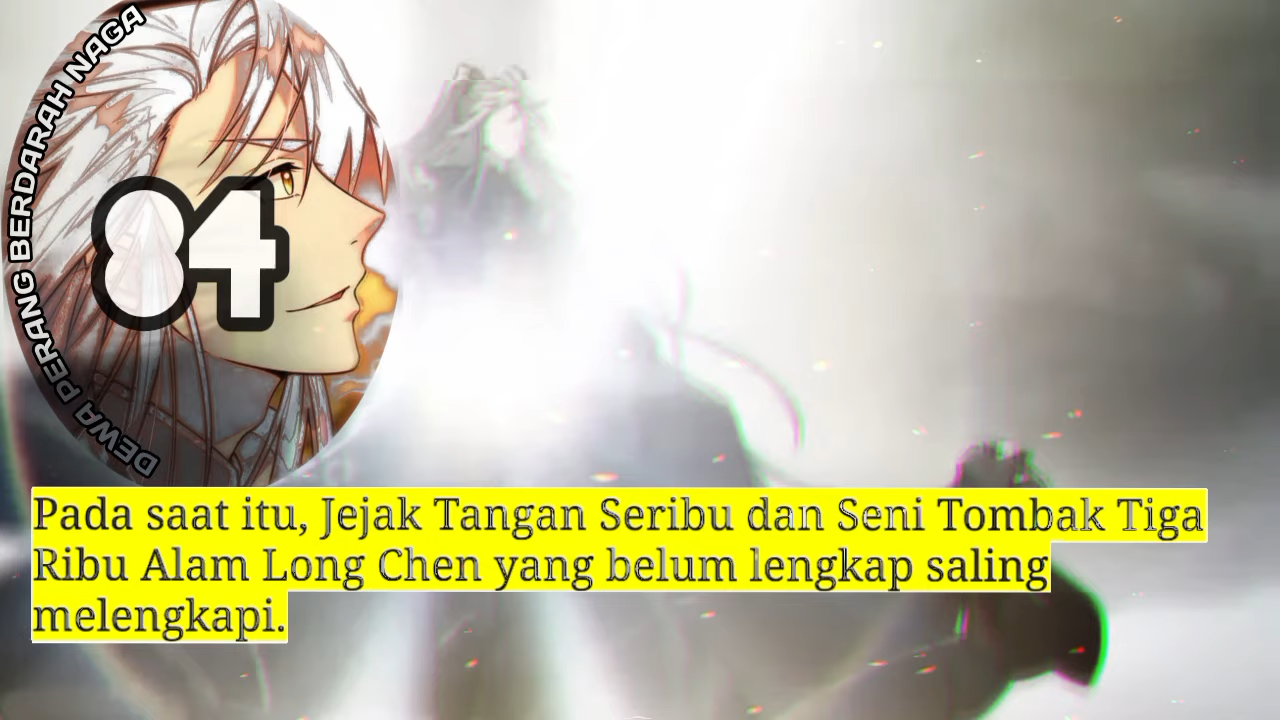 DEWA PERANG BERDARAH NAGA
84
Pada saat itu, Jejak Tangan Seribu dan Seni Tombak Tiga
Ribu Alam Long Chen yang belum lengkap saling
melengkapi.